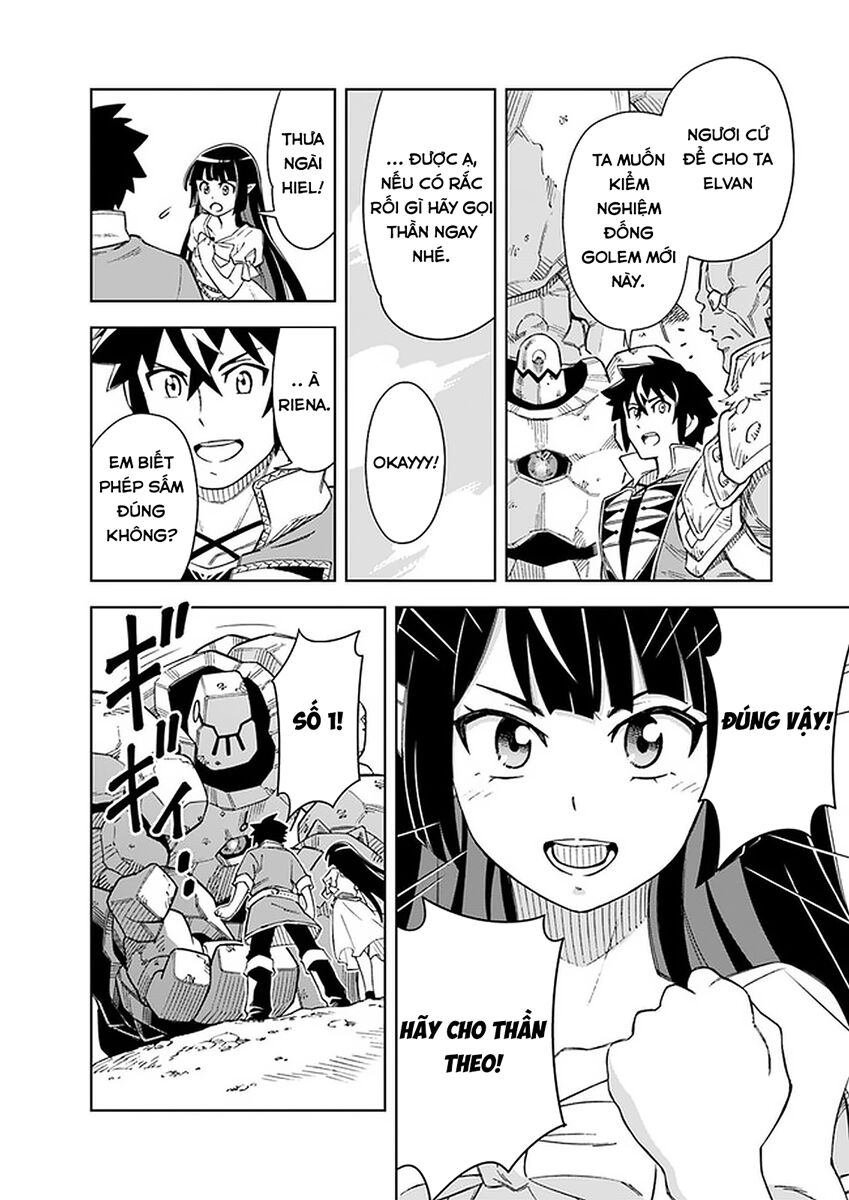 NGƯƠI CỨ
ĐỂ CHO TA
ELVAN
TA MUỐN
KIỂM
NGHIỆM
ĐỐNG
GOLEM MỚI
NÀY.
... ĐƯỢC Ạ,
NẾU CÓ RẮC
RỐI GÌ HÃY GỌI
THẦN NGAY
NHÉ.
OKAYYY!
THƯA
NGÀI
HIEL!
.. À
RIENA.
EM BIẾT
PHÉP SẤM
ĐÚNG
KHÔNG?
ĐÚNG VẬY!
HÃY CHO THẦN
THEO!
SỐ 1!
ギギィ...